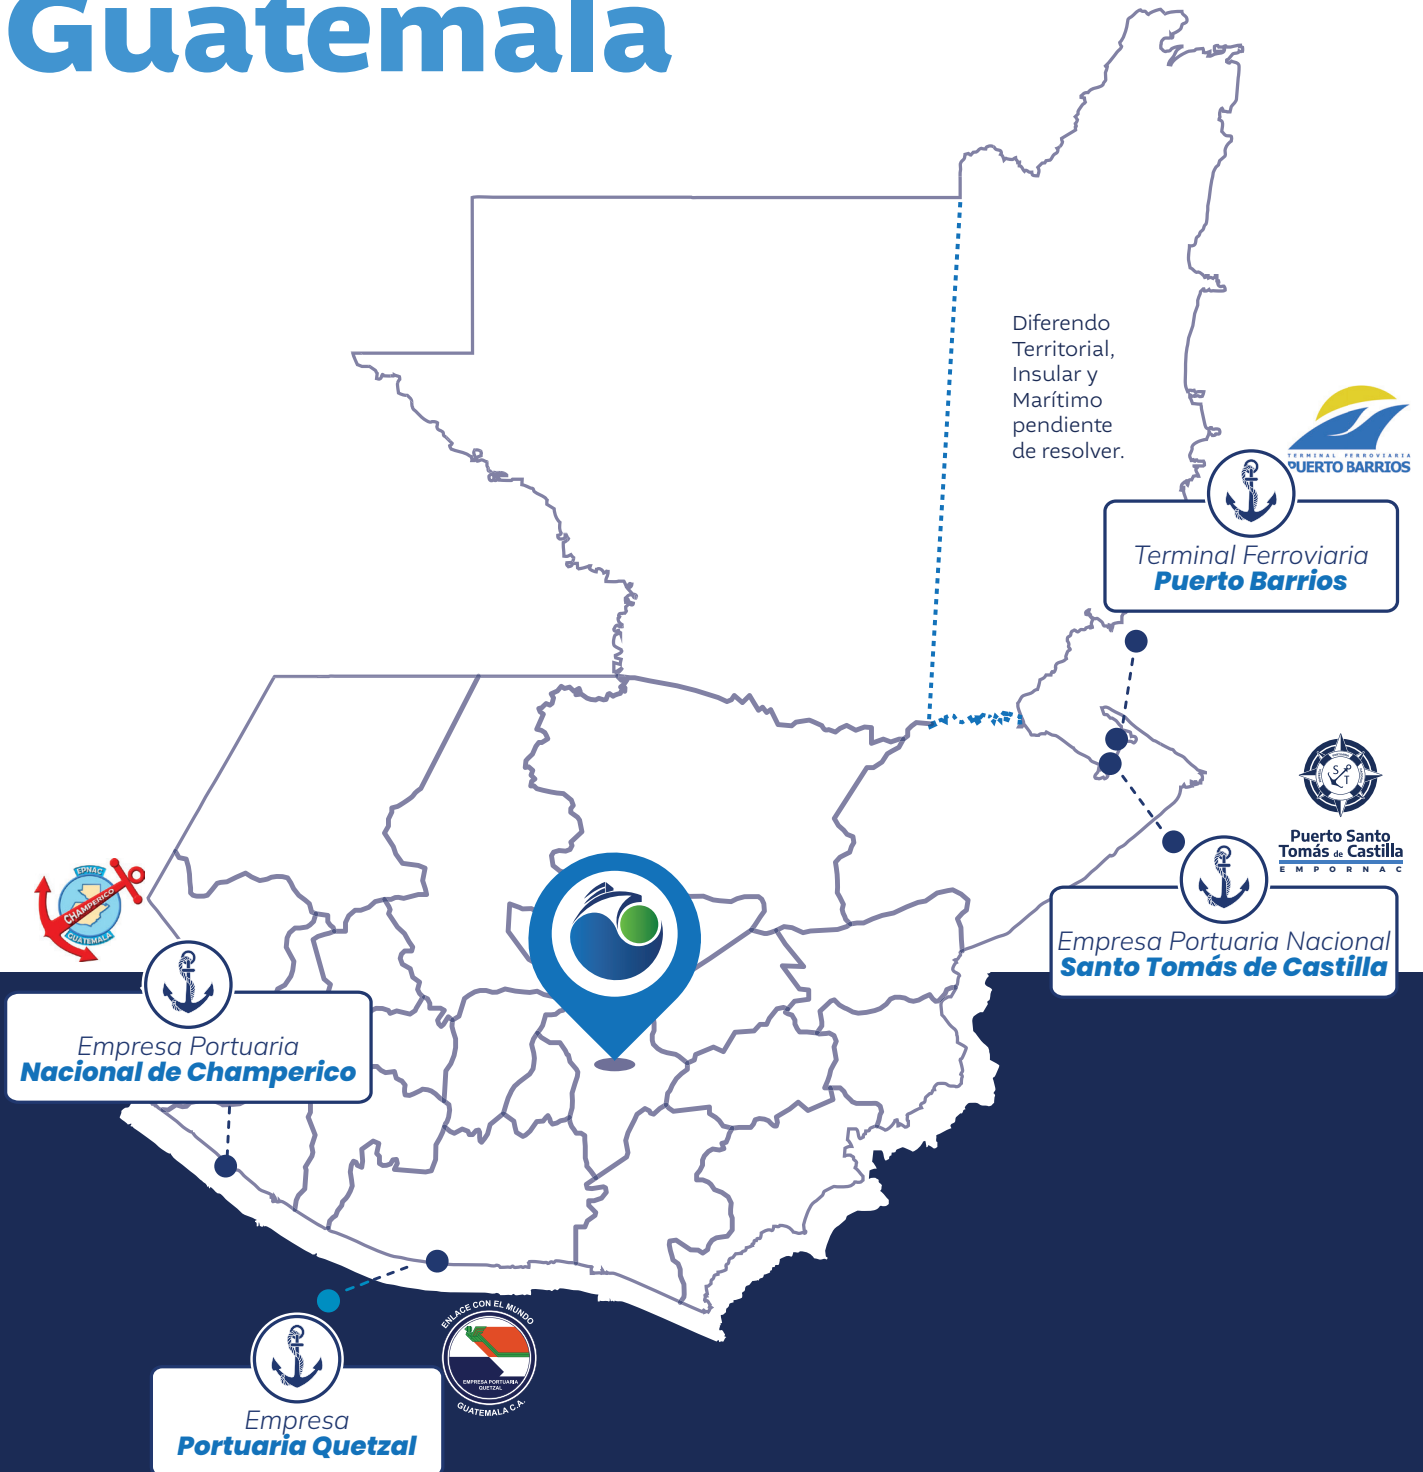 Guatemala
Diferendo
Territorial,
Insular y
Marítimo
pendiente
de resolver.
TERMINAL FERROVIARIA
PUERTO BARRIOS
Terminal Ferroviaria
Puerto Barrios
S T
Puerto Santo
Tomás de Castilla
EMPORNAC
Empresa Portuaria Nacional
Santo Tomás de Castilla
EPNAC
CHAMPERICO
GUATEMALA
Empresa Portuaria
Nacional de Champerico
ENLACE CON EL MUNDO
EMPRESA PORTUARIA
QUETZAL
GUATEMALA C.A.
Empresa
Portuaria Quetzal